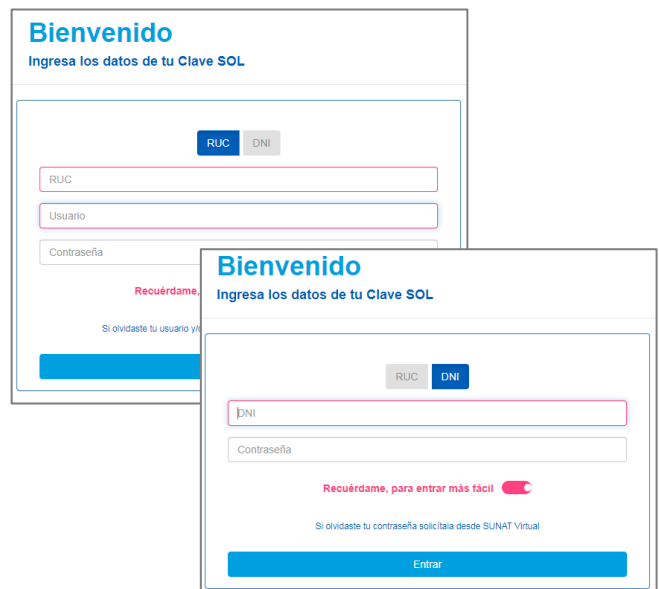 Bienvenido
Ingresa los datos de tu Clave SOL
RUC DNI
RUC
Usuario
Contraseña
Recuérdame,
Si olvidaste tu usuario y/
Bienvenido
Ingresa los datos de tu Clave SOL
RUC DNI
DNI
Contraseña
Recuérdame, para entrar más fácil
Si olvidaste tu contraseña solicítala desde SUNAT Virtual
Entrar